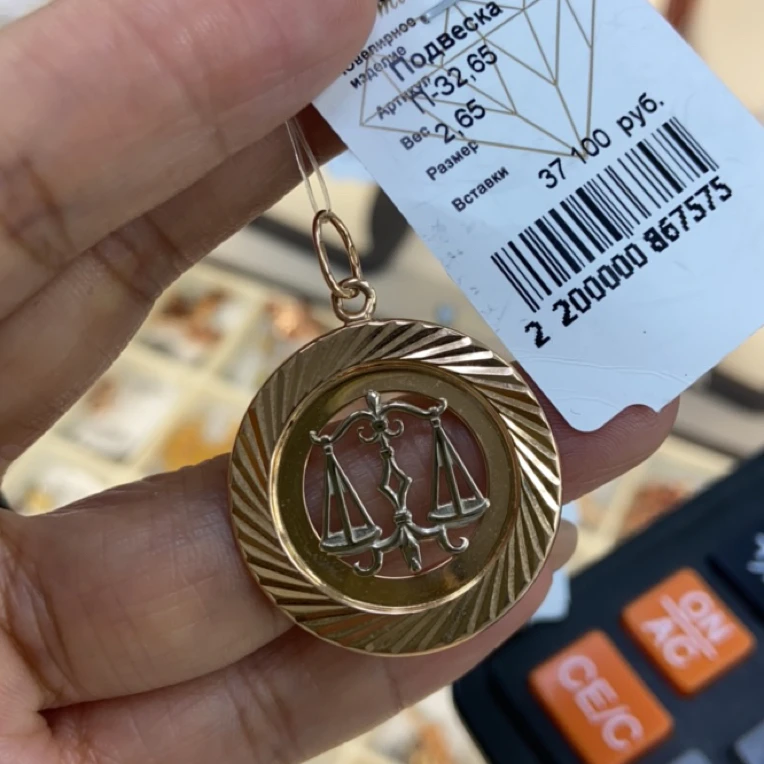 Ювелирное изделие Подвеска
Артикул П-32,65
Вес 2,65
Размер
Вставки
37 100 руб.
2 200000 867575
ON
AC
CE/C